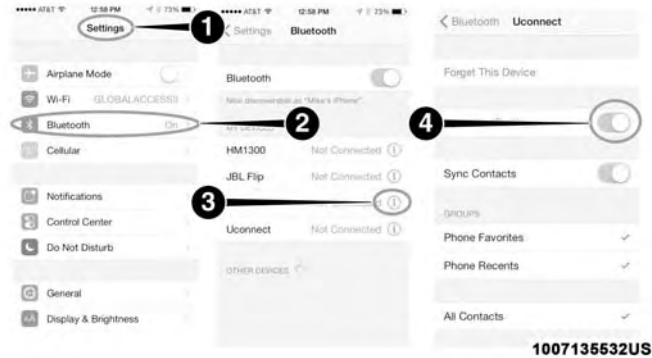 AT&T 12:58 PM 73%
Settings
1
Airplane Mode
Wi-Fi GLOBALACCESSII
Bluetooth On
Cellular
Notifications
Control Center
Do Not Disturb
General
Display & Brightness
AT&T 12:58 PM 73%
Settings Bluetooth
Bluetooth
Now discoverable as "Mike's iPhone".
2
MY DEVICES
HM1300 Not Connected
JBL Flip Not Connected
3
Uconnect Not Connected
OTHER DEVICES
Bluetooth Uconnect
Forget This Device
4
Sync Contacts
GROUPS
Phone Favorites
Phone Recents
All Contacts
1007135532US